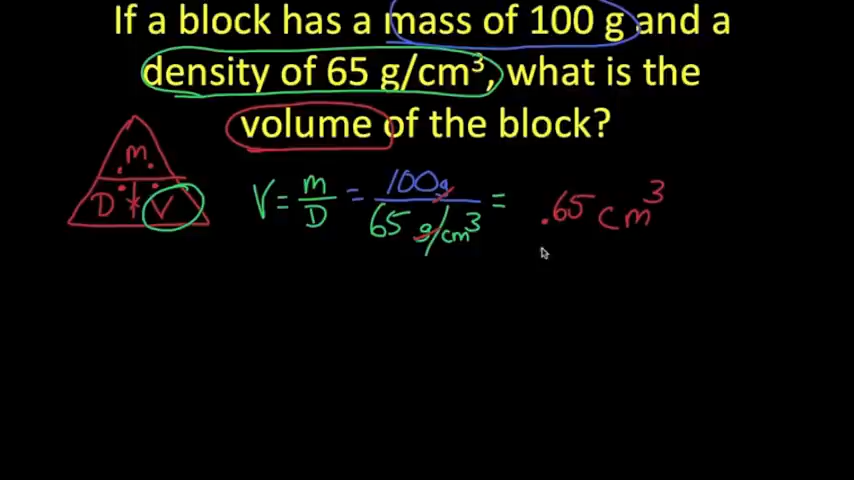 If a block has a mass of 100 g and a
density of 65 g/cm³, what is the
volume of the block?
m
D * V
V = m/D = 100g/65 g/cm³ = .65 cm³